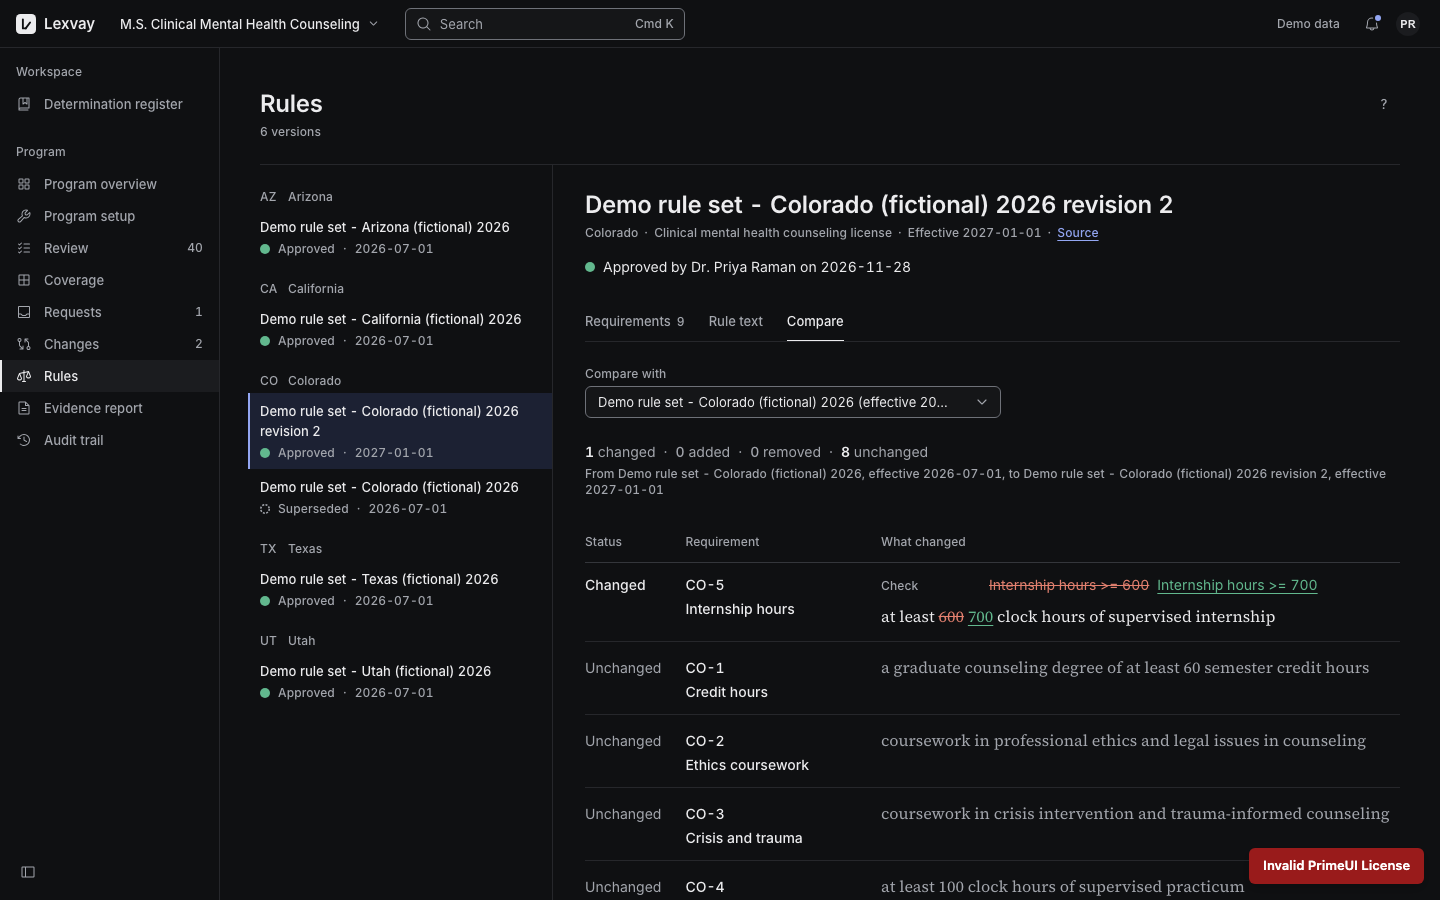 Lexvay
M.S. Clinical Mental Health Counseling
Search
Cmd K
Demo data
PR
Workspace
Determination register
Program
Program overview
Program setup
Review 40
Coverage
Requests 1
Changes 2
Rules
Evidence report
Audit trail
Rules
6 versions
?
AZ Arizona
Demo rule set - Arizona (fictional) 2026
Approved · 2026-07-01
CA California
Demo rule set - California (fictional) 2026
Approved · 2026-07-01
CO Colorado
Demo rule set - Colorado (fictional) 2026
revision 2
Approved · 2027-01-01
Demo rule set - Colorado (fictional) 2026
Superseded · 2026-07-01
TX Texas
Demo rule set - Texas (fictional) 2026
Approved · 2026-07-01
UT Utah
Demo rule set - Utah (fictional) 2026
Approved · 2026-07-01
Demo rule set - Colorado (fictional) 2026 revision 2
Colorado · Clinical mental health counseling license · Effective 2027-01-01 · Source
Approved by Dr. Priya Raman on 2026-11-28
Requirements 9 Rule text Compare
Compare with
Demo rule set - Colorado (fictional) 2026 (effective 20...
1 changed · 0 added · 0 removed · 8 unchanged
From Demo rule set - Colorado (fictional) 2026, effective 2026-07-01, to Demo rule set - Colorado (fictional) 2026 revision 2, effective
2027-01-01
Status Requirement What changed
Changed CO-5 Check Internship hours >= 600 Internship hours >= 700
Internship hours at least 600 700 clock hours of supervised internship
Unchanged CO-1 a graduate counseling degree of at least 60 semester credit hours
Credit hours
Unchanged CO-2 coursework in professional ethics and legal issues in counseling
Ethics coursework
Unchanged CO-3 coursework in crisis intervention and trauma-informed counseling
Crisis and trauma
Unchanged CO-4 at least 100 clock hours of supervised practicum
Invalid PrimeUI License